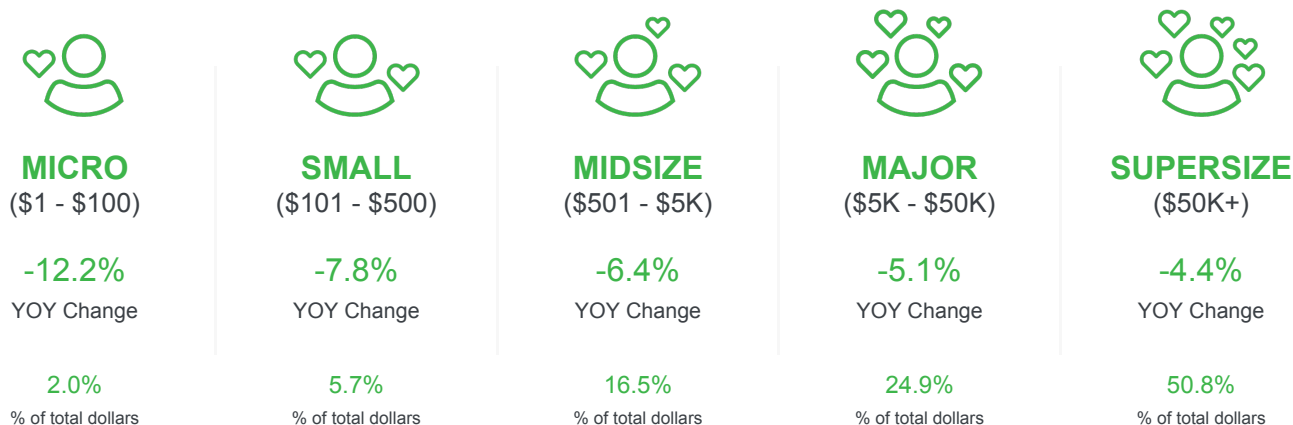 MICRO
($1 - $100)
-12.2%
YOY Change
2.0%
% of total dollars
SMALL
($101 - $500)
-7.8%
YOY Change
5.7%
% of total dollars
MIDSIZE
($501 - $5K)
-6.4%
YOY Change
16.5%
% of total dollars
MAJOR
($5K - $50K)
-5.1%
YOY Change
24.9%
% of total dollars
SUPERSIZE
($50K+)
-4.4%
YOY Change
50.8%
% of total dollars